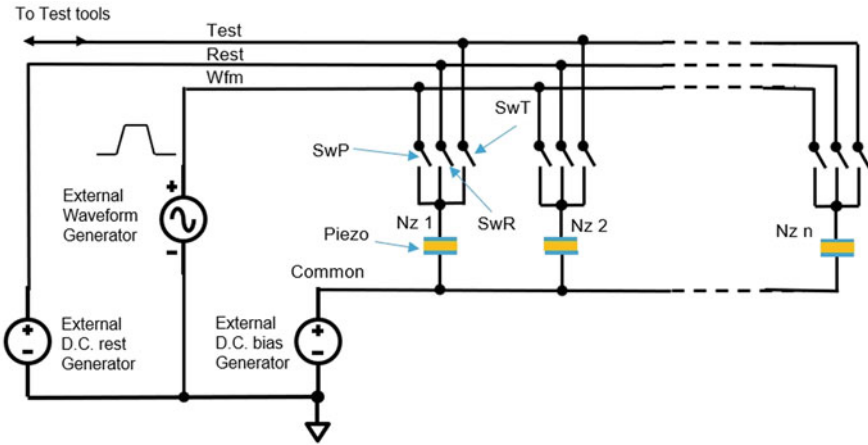 To Test tools
Test
Rest
Wfm
SwT
SwP
+
External
Waveform
Generator
-
Nz 1
SwR
Nz 2
Nz n
Piezo
Common
+
-
External
D.C. rest
Generator
External
D.C. bias
Generator
+
-